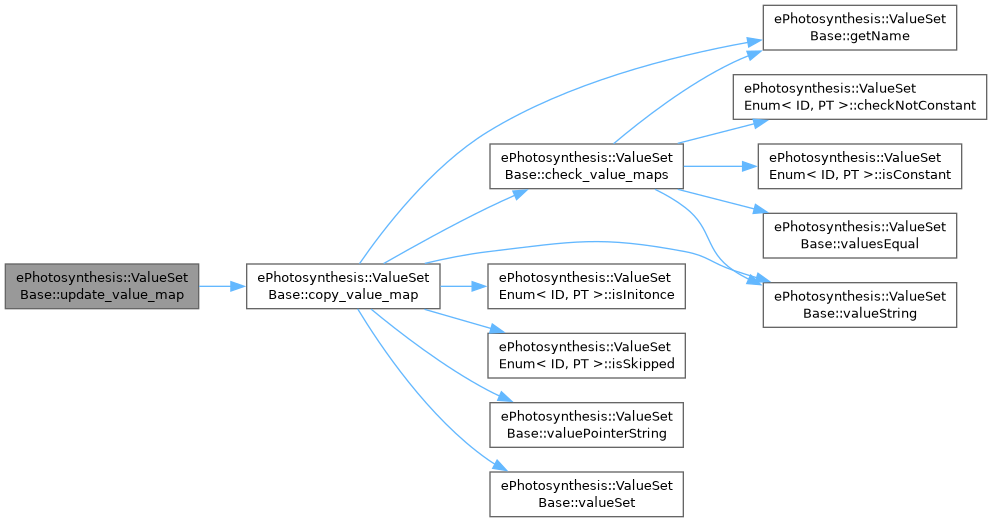 ePhotosynthesis::ValueSet
Base::update_value_map
ePhotosynthesis::ValueSet
Base::copy_value_map
ePhotosynthesis::ValueSet
Base::check_value_maps
ePhotosynthesis::ValueSet
Enum< ID, PT >::isInitonce
ePhotosynthesis::ValueSet
Enum< ID, PT >::isSkipped
ePhotosynthesis::ValueSet
Base::valuePointerString
ePhotosynthesis::ValueSet
Base::valueSet
ePhotosynthesis::ValueSet
Base::getName
ePhotosynthesis::ValueSet
Enum< ID, PT >::checkNotConstant
ePhotosynthesis::ValueSet
Enum< ID, PT >::isConstant
ePhotosynthesis::ValueSet
Base::valuesEqual
ePhotosynthesis::ValueSet
Base::valueString